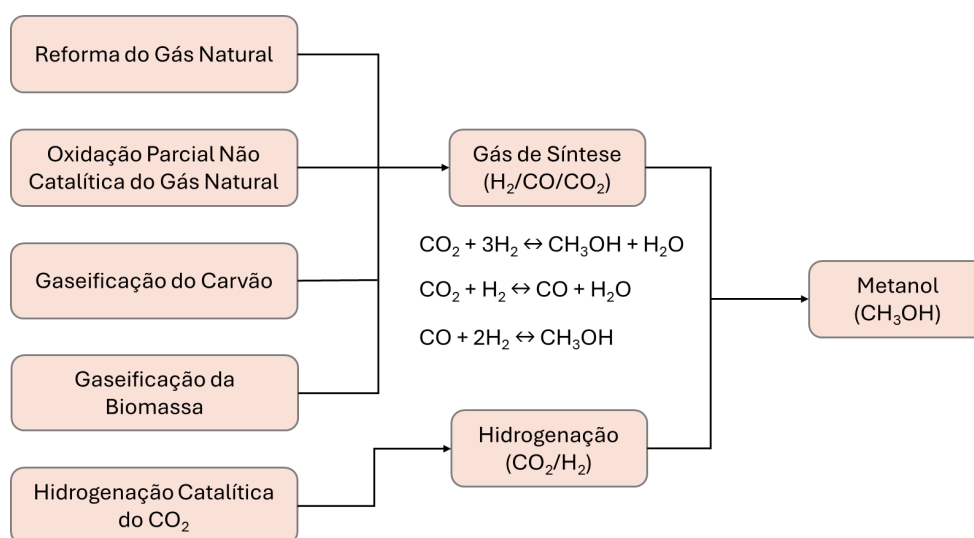 Reforma do Gás Natural
Oxidação Parcial Não
Catalítica do Gás Natural
Gaseificação do Carvão
Gaseificação da
Biomassa
Hidrogenação Catalítica
do CO₂
Gás de Síntese
(H₂/CO/CO₂)
CO₂ + 3H₂ ↔ CH₃OH + H₂O
CO₂ + H₂ ↔ CO + H₂O
CO + 2H₂ ↔ CH₃OH
Hidrogenação
(CO₂/H₂)
Metanol
(CH₃OH)